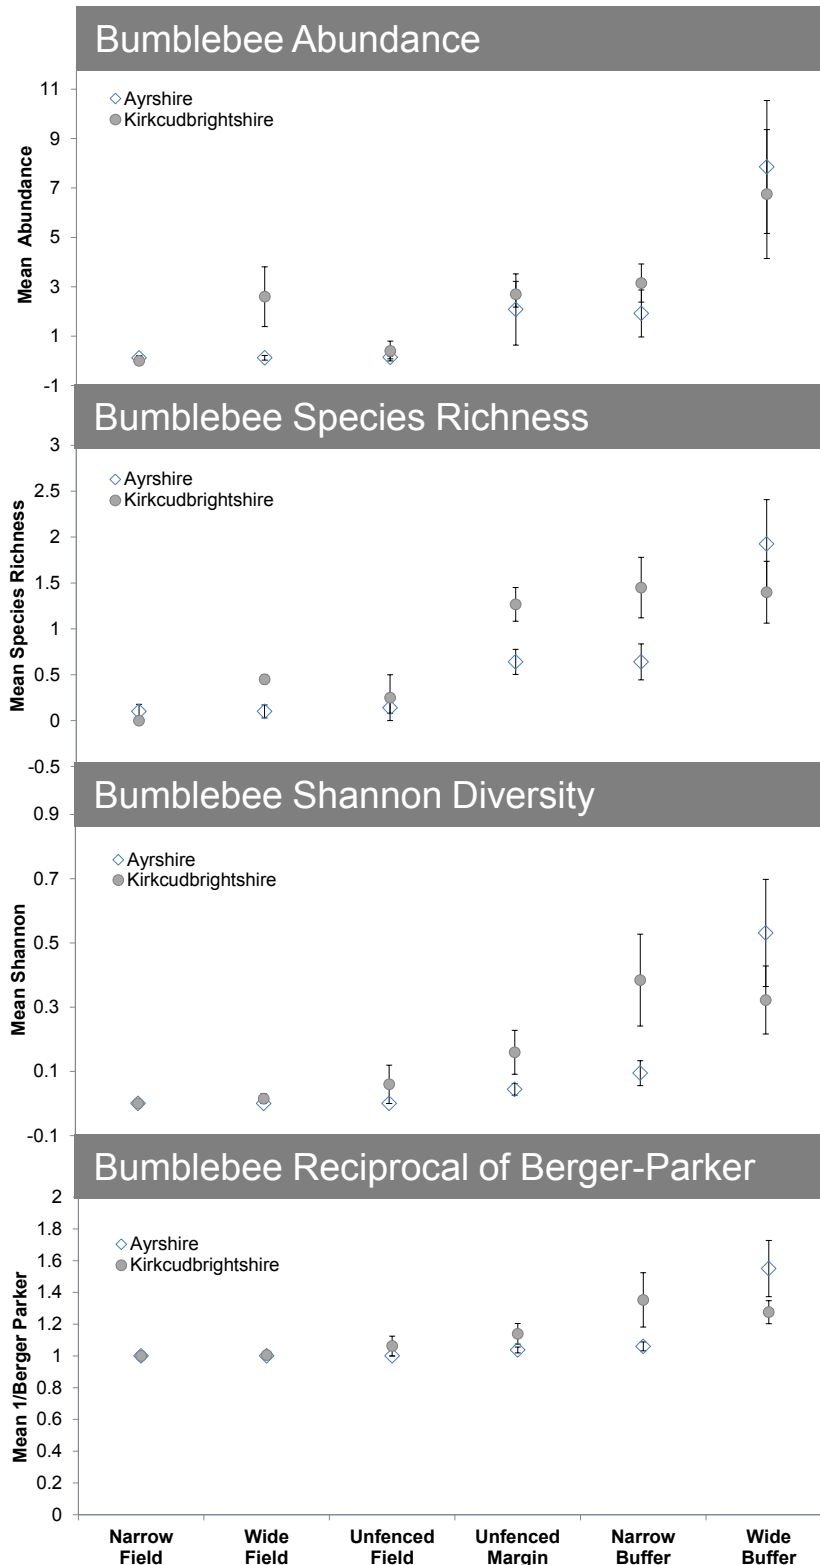 Bumblebee Abundance
Mean Abundance
11
9
7
5
3
1
-1
Ayrshire
Kirkcudbrightshire
Bumblebee Species Richness
Mean Species Richness
3
2.5
2
1.5
1
0.5
0
-0.5
Ayrshire
Kirkcudbrightshire
Bumblebee Shannon Diversity
Mean Shannon
0.9
0.7
0.5
0.3
0.1
-0.1
Ayrshire
Kirkcudbrightshire
Bumblebee Reciprocal of Berger-Parker
Mean 1/Berger Parker
2
1.8
1.6
1.4
1.2
1
0.8
0.6
0.4
0.2
0
Ayrshire
Kirkcudbrightshire
Narrow
Field
Wide
Field
Unfenced
Field
Unfenced
Margin
Narrow
Buffer
Wide
Buffer